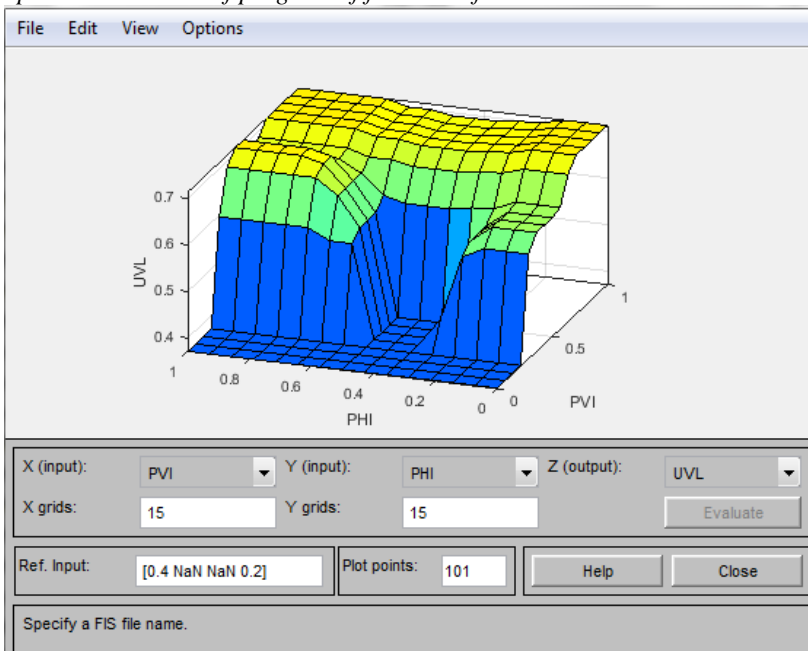 File Edit View Options
0.7
0.6
0.5
0.4
UVL
1
0.8
0.6
0.4
0.2
0
PHI
0
0.5
1
PVI
X (input): PVI Y (input): PHI Z (output): UVL
X grids: 15 Y grids: 15 Evaluate
Ref. Input: [0.4 NaN NaN 0.2] Plot points: 101 Help Close
Specify a FIS file name.